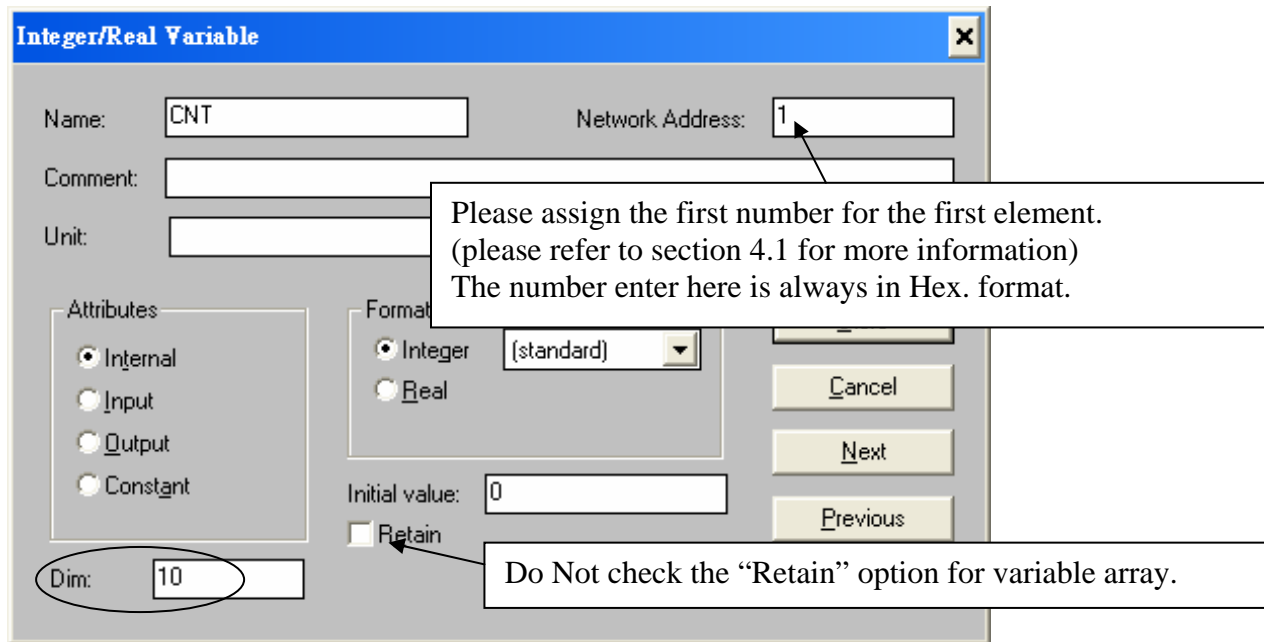 Integer/Real Variable
Name: CNT Network Address: 1
Comment:
Unit:
Please assign the first number for the first element.
(please refer to section 4.1 for more information)
The number enter here is always in Hex. format.
Attributes
Internal
Input
Output
Constant
Format
Integer (standard)
Real
Cancel
Next
Previous
Initial value: 0
Retain
Do Not check the “Retain” option for variable array.
Dim: 10